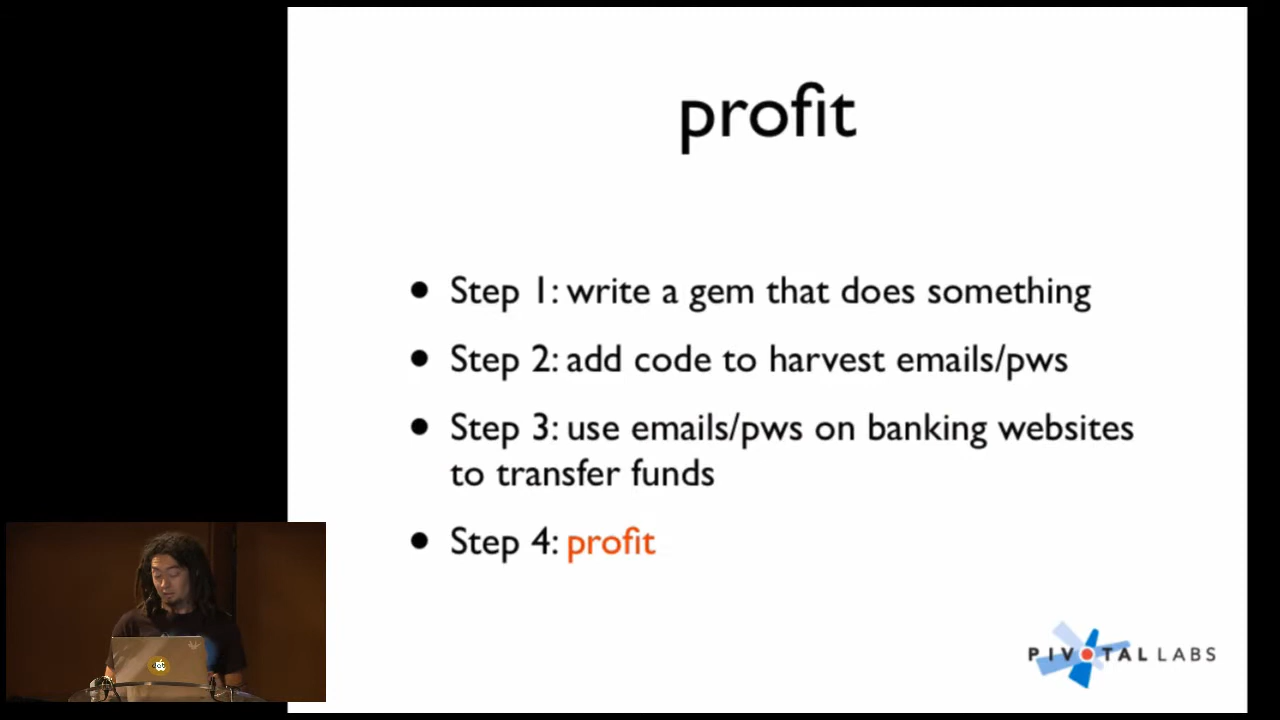 profit
• Step 1: write a gem that does something
• Step 2: add code to harvest emails/pws
• Step 3: use emails/pws on banking websites
to transfer funds
• Step 4: profit
PIVOTAL LABS